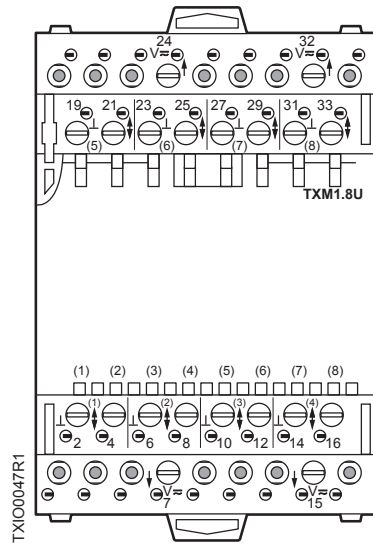 24 32
V V
19 21 23 25 27 29 31 33
(5) (6) (7) (8)
TXM1.8U
(1) (2) (3) (4) (5) (6) (7) (8)
(1) (2) (3) (4)
2 4 6 8 10 12 14 16
V V
7 15
TXIO0047R1